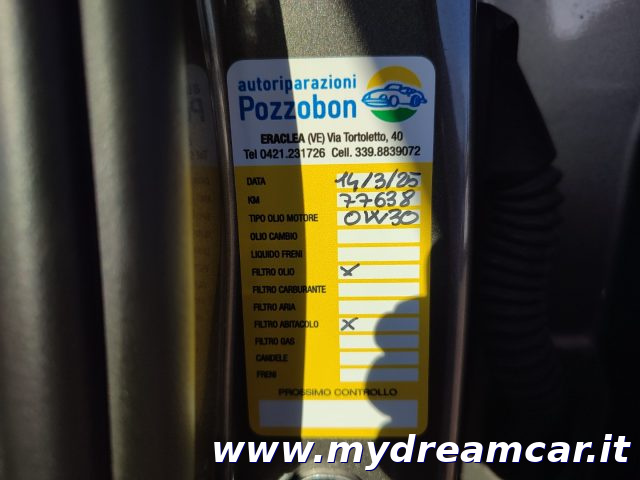 autoriparazioni
Pozzobon
ERACLEA (VE) Via Tortoletto, 40
Tel 0421.231726 Cell. 339.8839072
DATA 14/3/25
KM 77638
TIPO OLIO MOTORE 0W30
OLIO CAMBIO
LIQUIDO FRENI
FILTRO OLIO X
FILTRO CARBURANTE
FILTRO ARIA
FILTRO ABITACOLO X
FILTRO GAS
CANDELE
FRENI
PROSSIMO CONTROLLO
www.mydreamcar.it